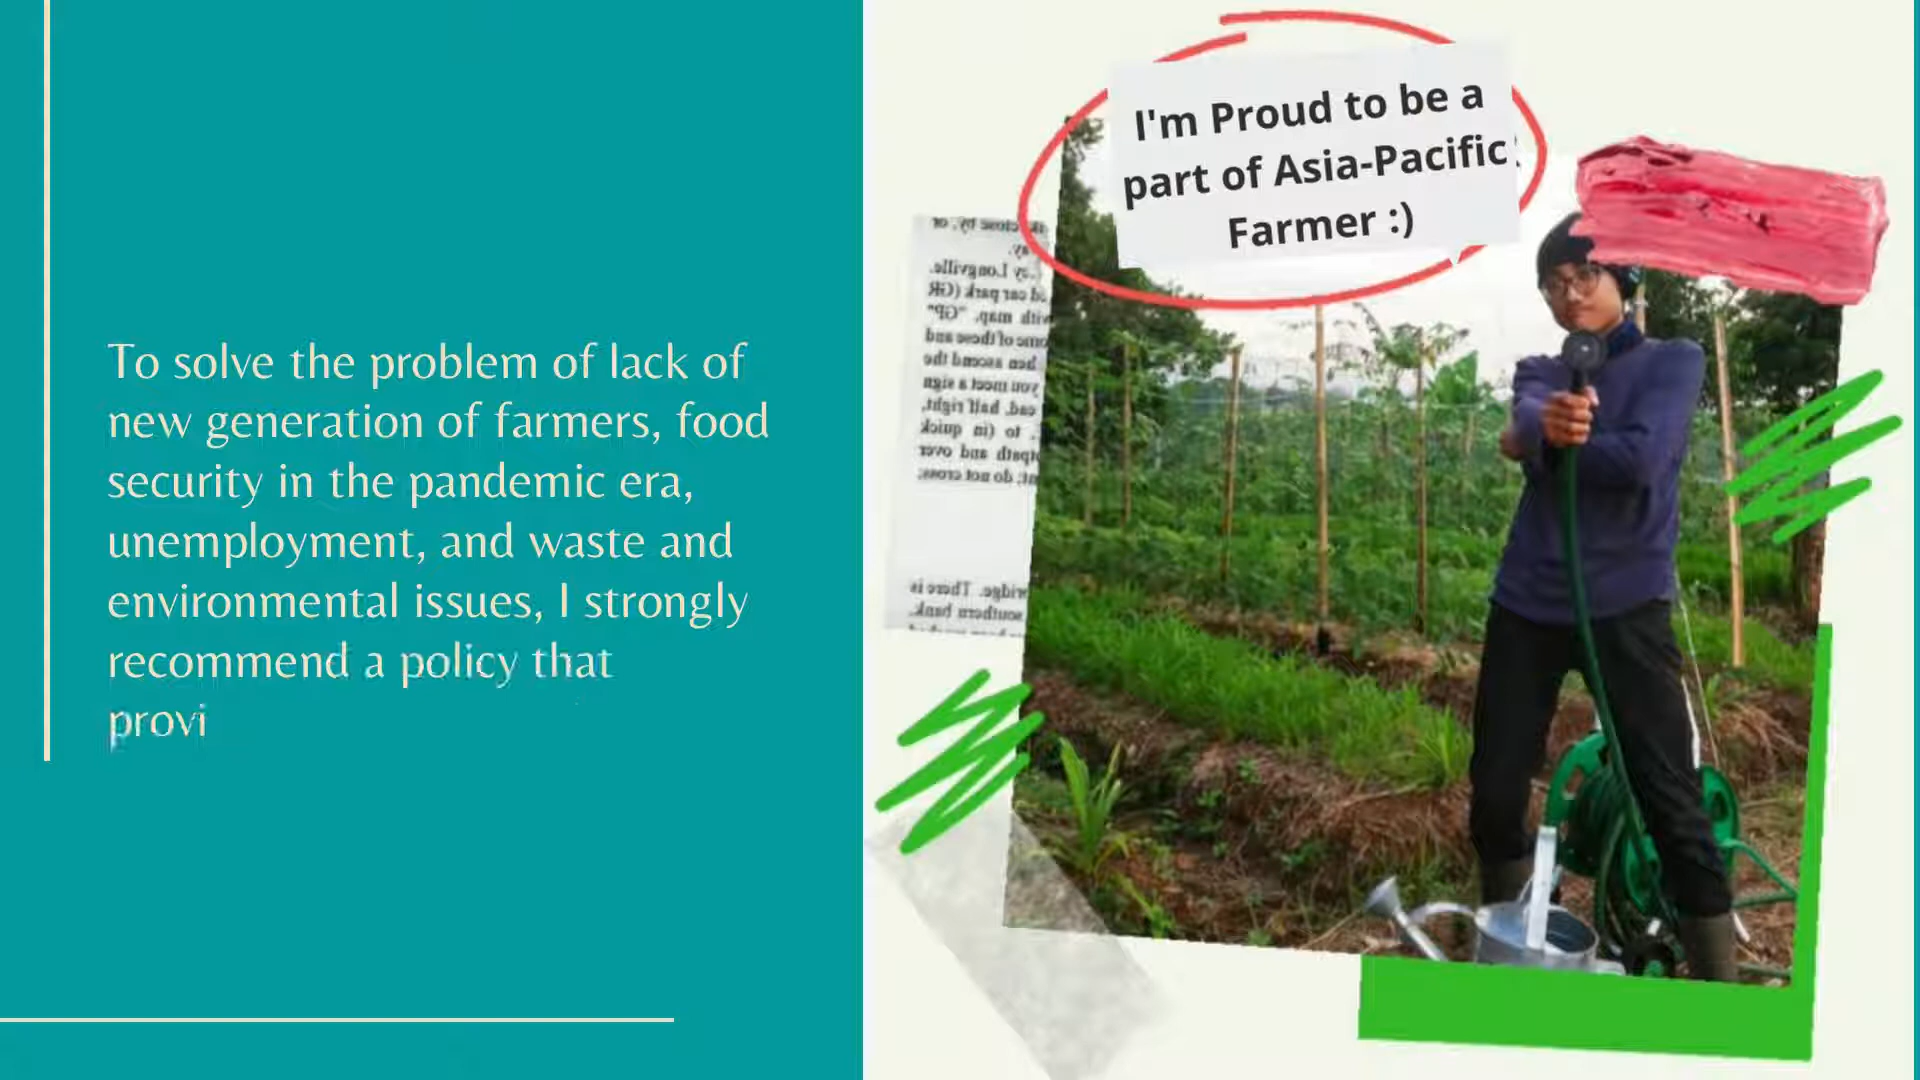 To solve the problem of lack of
new generation of farmers, food
security in the pandemic era,
unemployment, and waste and
environmental issues, I strongly
recommend a policy that
provi
I'm Proud to be a
part of Asia-Pacific
Farmer :)